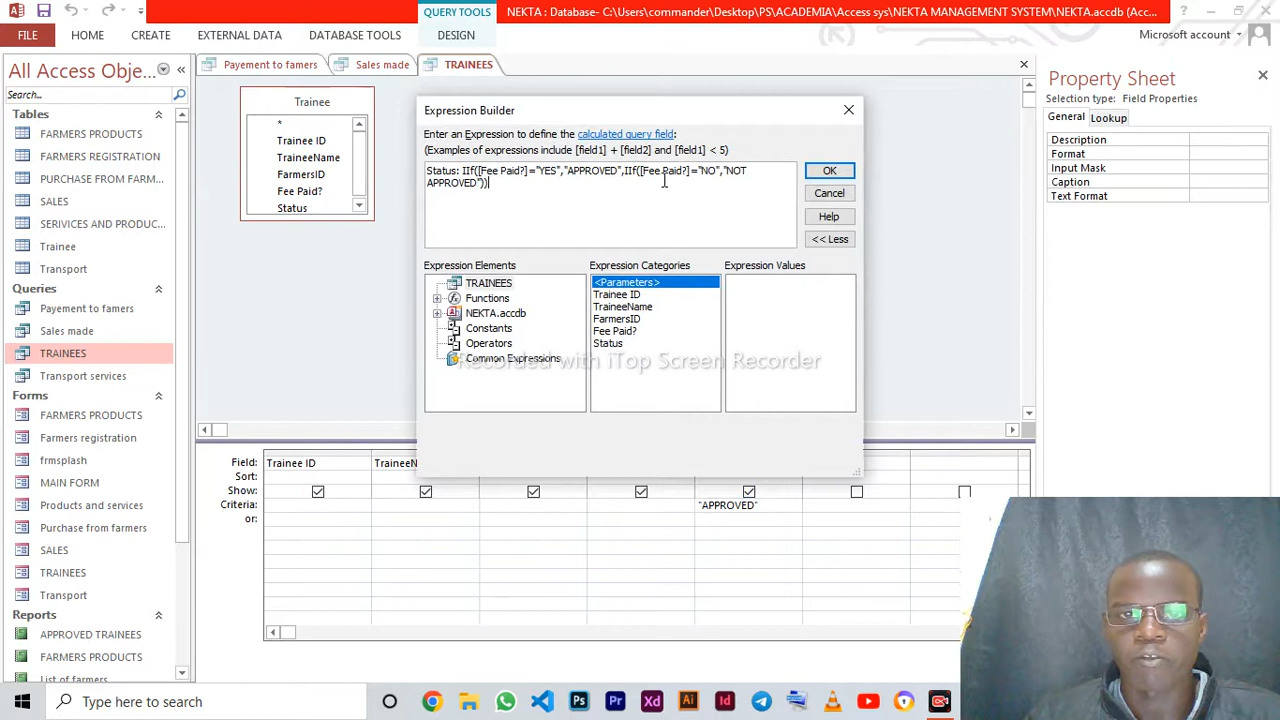 QUERY TOOLS
NEKTA : Database- C:\Users\commander\Desktop\PS\ACADEMIA\Access sys\NEKTA MANAGEMENT SYSTEM\NEKTA.accdb (Acc...
FILE HOME CREATE EXTERNAL DATA DATABASE TOOLS DESIGN
Microsoft account
All Access Obje...
Search...
Tables
FARMERS PRODUCTS
FARMERS REGISTRATION
PURCHASE FROM FARMER...
SALES
SERVICES AND PRODUC...
Trainee
Transport
Queries
Payement to famers
Sales made
TRAINEES
Transport services
Forms
FARMERS PRODUCTS
Farmers registration
frmsplash
MAIN FORM
Products and services
Purchase from farmers
SALES
TRAINEES
Transport
Reports
APPROVED TRAINEES
FARMERS PRODUCTS
List of farmers
Payement to famers
Sales made
TRAINEES
Trainee
*
Trainee ID
TraineeName
FarmersID
Fee Paid?
Status
Expression Builder
Enter an Expression to define the calculated query field:
(Examples of expressions include [field1] + [field2] and [field1] < 5)
Status: IIf([Fee Paid?]="YES","APPROVED",IIf([Fee Paid?]="NO","NOT
APPROVED"))
OK
Cancel
Help
<< Less
Expression Elements
TRAINEES
Functions
NEKTA.accdb
Constants
Operators
Common Expressions
Expression Categories
<Parameters>
Trainee ID
TraineeName
FarmersID
Fee Paid?
Status
Expression Values
Recorded with iTop Screen Recorder
Field: Trainee ID TraineeN
Sort:
Show:
Criteria: "APPROVED"
or:
Property Sheet
Selection type: Field Properties
General Lookup
Description
Format
Input Mask
Caption
Text Format
Type here to search